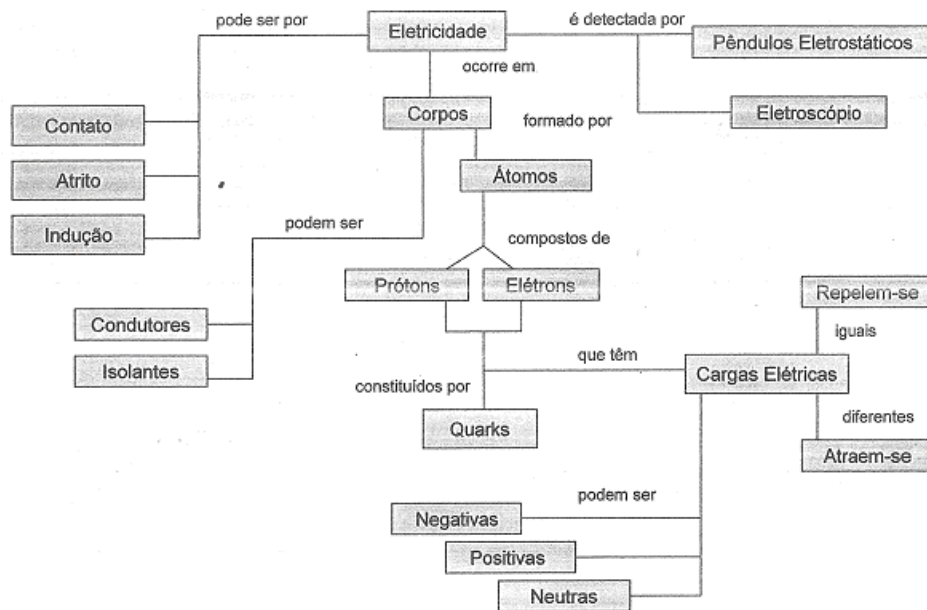 pode ser por
Eletricidade
é detectada por
Pêndulos Eletrostáticos
ocorre em
Contato
Corpos
formado por
Eletroscópio
Atrito
Átomos
Indução
podem ser
compostos de
Prótons
Elétrons
Repelem-se
Condutores
iguais
Isolantes
que têm
Cargas Elétricas
constituídos por
Quarks
diferentes
Atraem-se
podem ser
Negativas
Positivas
Neutras